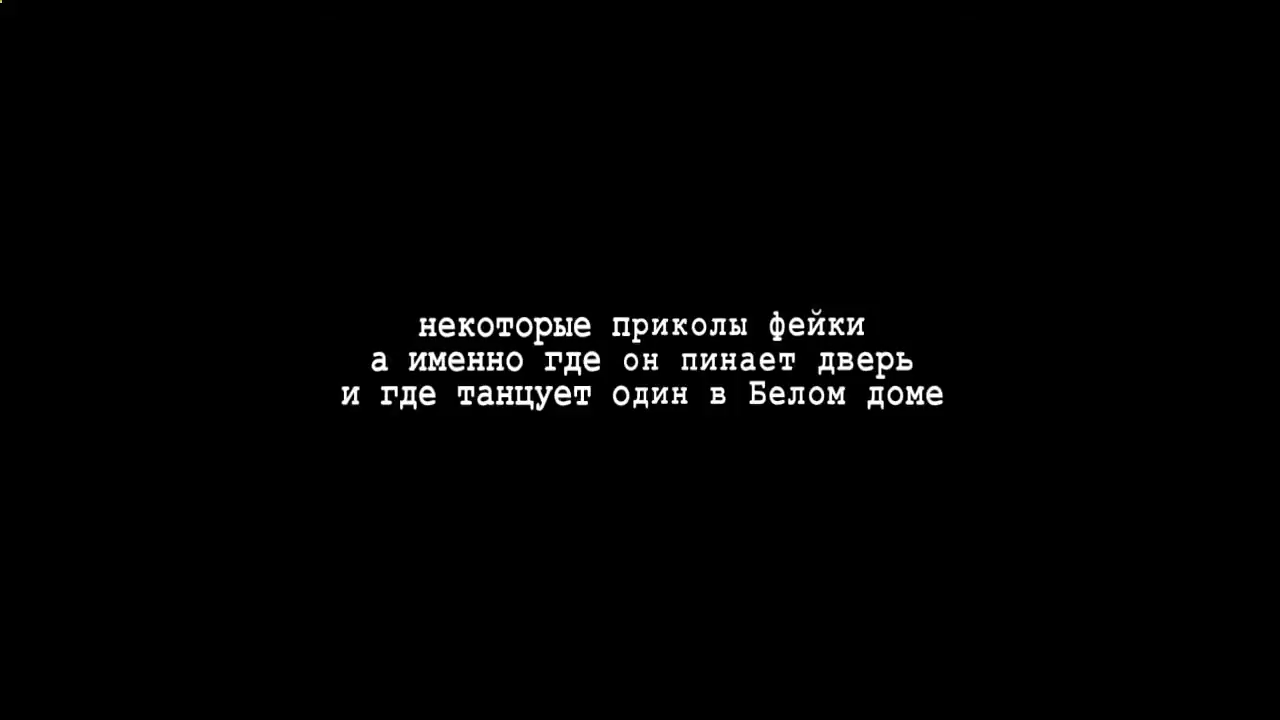 некоторые приколы фейки
а именно где он пинает дверь
и где танцует один в Белом доме